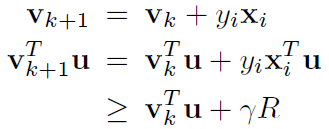 v_{k+1} = v_k + y_i x_i
v_{k+1}^T u = v_k^T u + y_i x_i^T u
≥ v_k^T u + γR